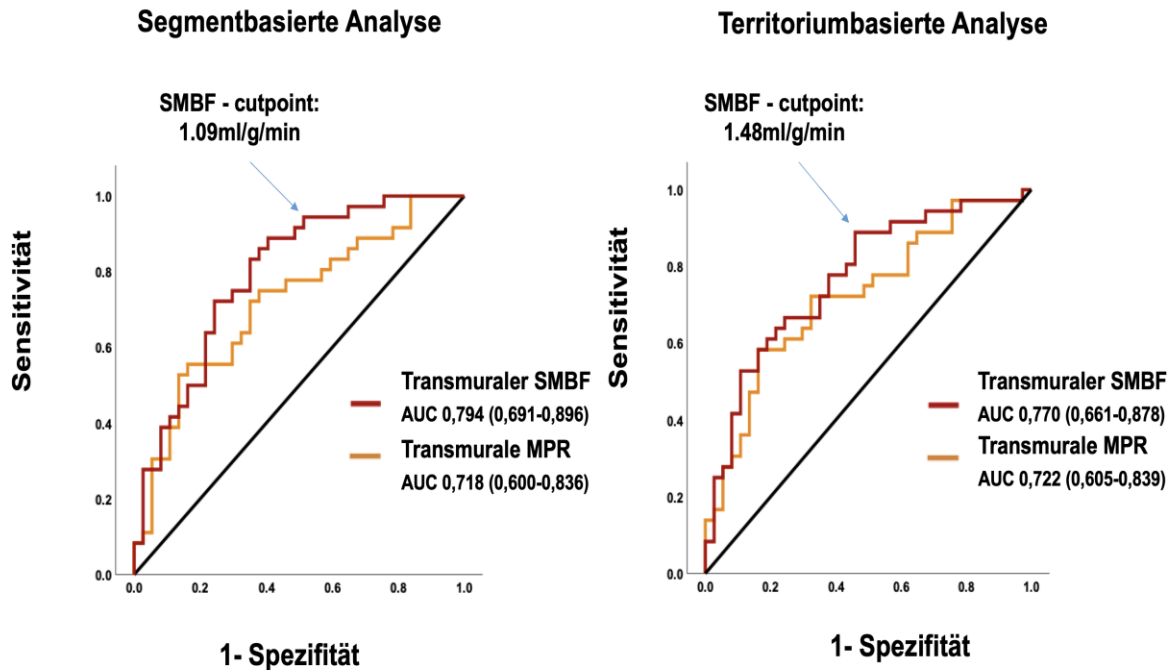 Segmentbasierte Analyse
SMBF - cutpoint:
1.09ml/g/min
Sensitivität
1.0
0.8
0.6
0.4
0.2
0.0
0.0 0.2 0.4 0.6 0.8 1.0
Transmuraler SMBF
AUC 0,794 (0,691-0,896)
Transmurale MPR
AUC 0,718 (0,600-0,836)
1- Spezifität
Territoriumbasierte Analyse
SMBF - cutpoint:
1.48ml/g/min
Sensitivität
1.0
0.8
0.6
0.4
0.2
0.0
0.0 0.2 0.4 0.6 0.8 1.0
Transmuraler SMBF
AUC 0,770 (0,661-0,878)
Transmurale MPR
AUC 0,722 (0,605-0,839)
1- Spezifität